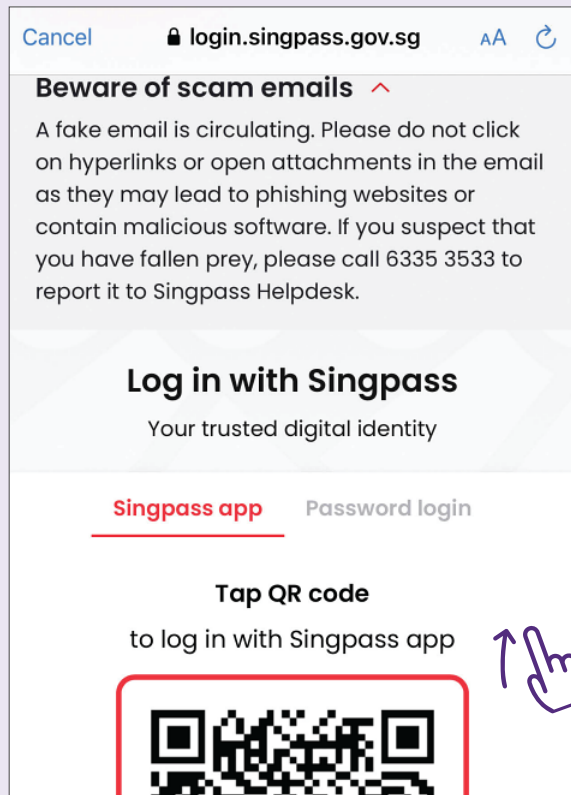 Cancel login.singpass.gov.sg AA
Beware of scam emails
A fake email is circulating. Please do not click
on hyperlinks or open attachments in the email
as they may lead to phishing websites or
contain malicious software. If you suspect that
you have fallen prey, please call 6335 3533 to
report it to Singpass Helpdesk.
Log in with Singpass
Your trusted digital identity
Singpass app Password login
Tap QR code
to log in with Singpass app